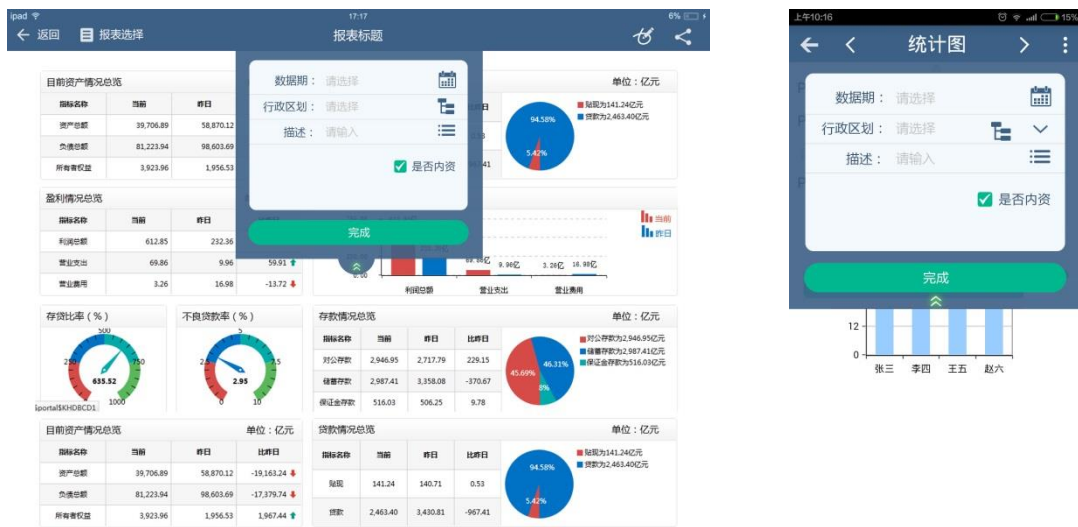 ipad 17:17 6%
返回 报表选择 报表标题
数据期： 请选择
行政区划： 请选择
描述： 请输入
是否内资
完成
目前资产情况总览 单位：亿元
指标名称 当前 昨日
资产总额 39,706.89 58,870.12
负债总额 81,223.94 98,603.69
所有者权益 3,923.96 1,956.53
94.58%
5.42%
贴现为141.24亿元
贷款为2,463.40亿元
盈利情况总览
指标名称 当前 昨日
利润总额 612.85 232.36
营业支出 69.86 9.96 59.91
营业费用 3.26 16.98 -13.72
当前
昨日
9.96亿 3.26亿 16.98亿
利润总额 营业支出 营业费用
存贷比率（%）
250 500 750 1000
635.52
不良贷款率（%）
0 2.5 5 7.5 10
2.95
$portal$KHDBCD1
存款情况总览 单位：亿元
指标名称 当前 昨日 比昨日
对公存款 2,946.95 2,717.79 229.15
储蓄存款 2,987.41 3,358.08 -370.67
保证金存款 516.03 506.25 9.78
45.69% 46.31%
8%
对公存款为2,946.95亿元
储蓄存款为2,987.41亿元
保证金存款为516.03亿元
目前资产情况总览 单位：亿元
指标名称 当前 昨日 比昨日
资产总额 39,706.89 58,870.12 -19,163.24
负债总额 81,223.94 98,603.69 -17,379.74
所有者权益 3,923.96 1,956.53 1,967.44
贷款情况总览 单位：亿元
指标名称 当前 昨日 比昨日
贴现 141.24 140.71 0.53
贷款 2,463.40 3,430.81 -967.41
94.58%
5.42%
贴现为141.24亿元
贷款为2,463.40亿元
上午10:16 15%
统计图
数据期： 请选择
行政区划： 请选择
描述： 请输入
是否内资
完成
12
0
张三 李四 王五 赵六